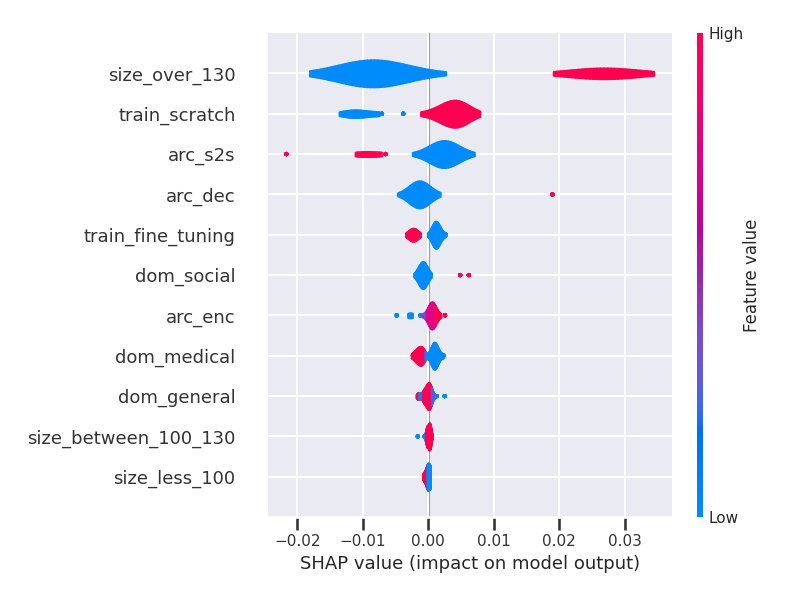 High
size_over_130
train_scratch
arc_s2s
arc_dec
train_fine_tuning
dom_social
arc_enc
dom_medical
dom_general
size_between_100_130
size_less_100
Feature value
Low
−0.02 −0.01 0.00 0.01 0.02 0.03
SHAP value (impact on model output)